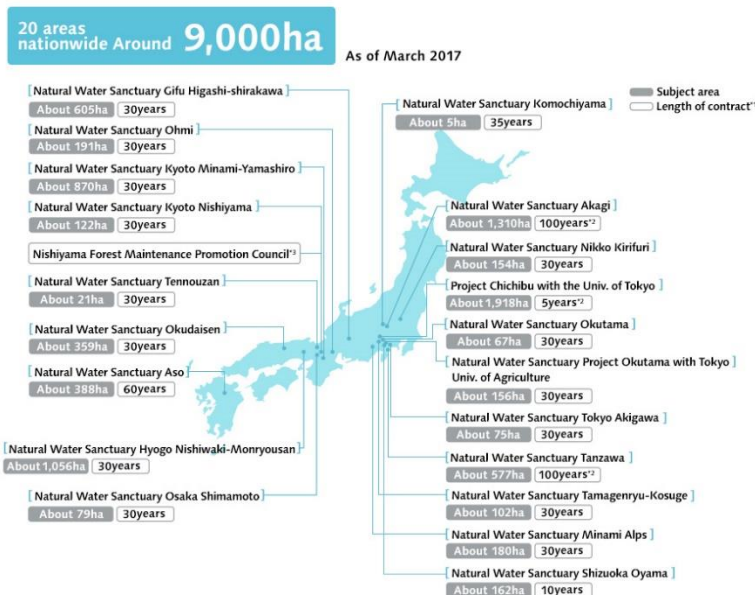 20 areas
nationwide Around 9,000ha
As of March 2017
Subject area
Length of contract*¹
[Natural Water Sanctuary Gifu Higashi-shirakawa]
About 605ha 30years
[Natural Water Sanctuary Ohmi]
About 191ha 30years
[Natural Water Sanctuary Kyoto Minami-Yamashiro]
About 870ha 30years
[Natural Water Sanctuary Kyoto Nishiyama]
About 122ha 30years
Nishiyama Forest Maintenance Promotion Council*³
[Natural Water Sanctuary Tennouzan]
About 21ha 30years
[Natural Water Sanctuary Okudaisen]
About 359ha 30years
[Natural Water Sanctuary Aso]
About 388ha 60years
[Natural Water Sanctuary Hyogo Nishiwaki-Monryousan]
About 1,056ha 30years
[Natural Water Sanctuary Osaka Shimamoto]
About 79ha 30years
[Natural Water Sanctuary Komochiyama]
About 5ha 35years
[Natural Water Sanctuary Akagi]
About 1,310ha 100years*²
[Natural Water Sanctuary Nikko Kirifuri]
About 154ha 30years
[Project Chichibu with the Univ. of Tokyo]
About 1,918ha 5years*²
[Natural Water Sanctuary Okutama]
About 67ha 30years
[Natural Water Sanctuary Project Okutama with Tokyo
Univ. of Agriculture]
About 156ha 30years
[Natural Water Sanctuary Tokyo Akigawa]
About 75ha 30years
[Natural Water Sanctuary Tanzawa]
About 577ha 100years*²
[Natural Water Sanctuary Tamagenryu-Kosuge]
About 102ha 30years
[Natural Water Sanctuary Minami Alps]
About 180ha 30years
[Natural Water Sanctuary Shizuoka Oyama]
About 162ha 10years